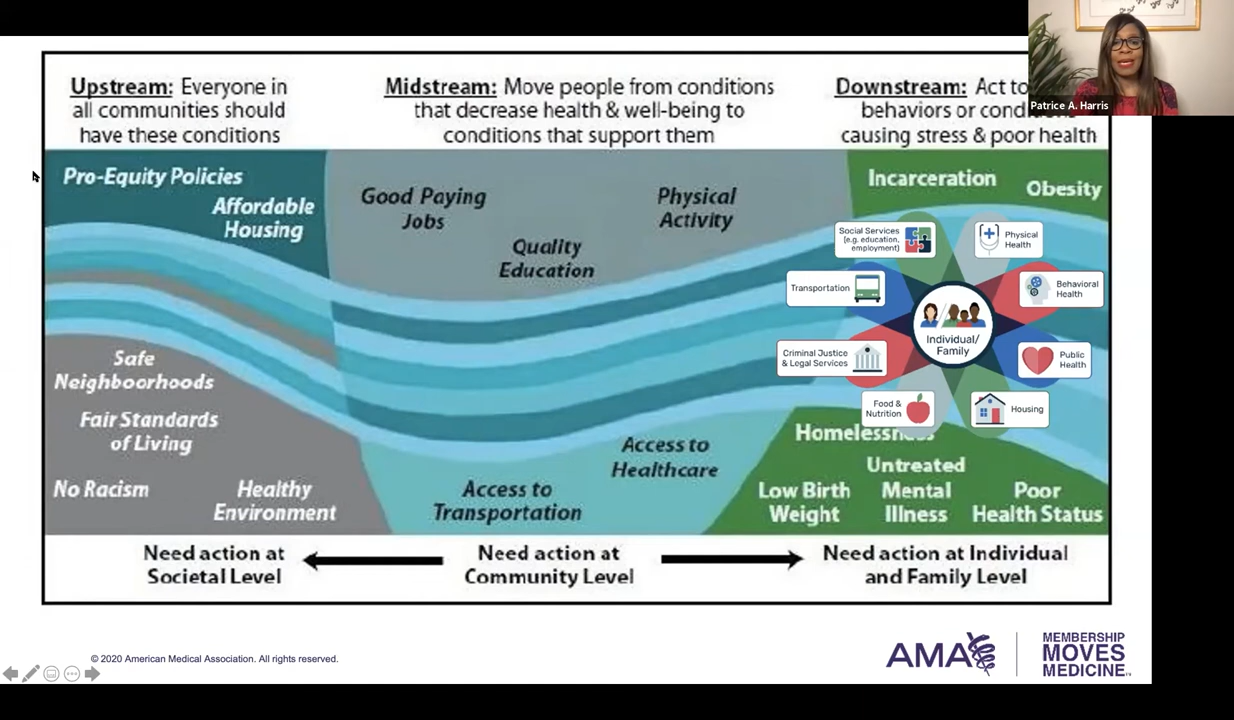 Upstream: Everyone in
all communities should
have these conditions
Midstream: Move people from conditions
that decrease health & well-being to
conditions that support them
Downstream: Act to
behaviors or condi
causing stress & poor health
Patrice A. Harris
Pro-Equity Policies
Affordable
Housing
Good Paying
Jobs
Quality
Education
Physical
Activity
Incarceration
Obesity
Social Services
(e.g. education,
employment)
Physical
Health
Transportation
Behavioral
Health
Individual/
Family
Criminal Justice
& Legal Services
Public
Health
Food &
Nutrition
Housing
Safe
Neighboorhoods
Fair Standards
of Living
No Racism
Healthy
Environment
Access to
Healthcare
Access to
Transportation
Homelessness
Untreated
Mental
Illness
Low Birth
Weight
Poor
Health Status
Need action at
Societal Level
Need action at
Community Level
Need action at Individual
and Family Level
© 2020 American Medical Association. All rights reserved.
AMA
MEMBERSHIP
MOVES
MEDICINE™